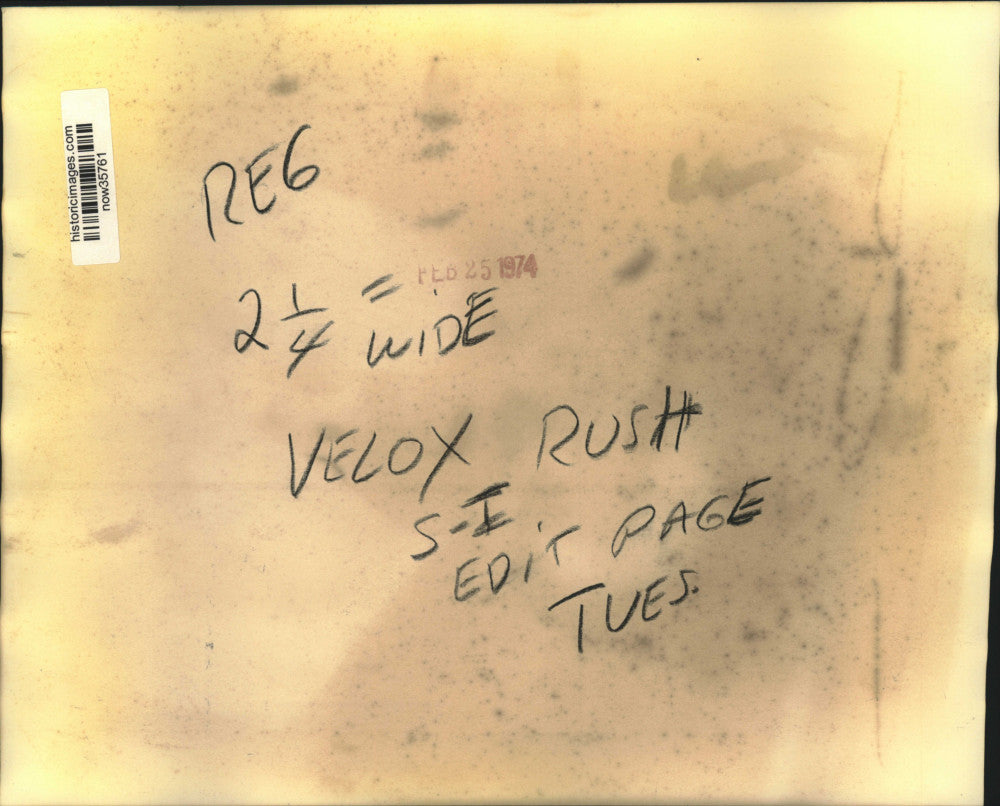 historicimages.com
now35761
REG
FEB 25 1974
2 1/4 " WIDE
VELOX RUSH
S-I
EDIT PAGE
TUES.